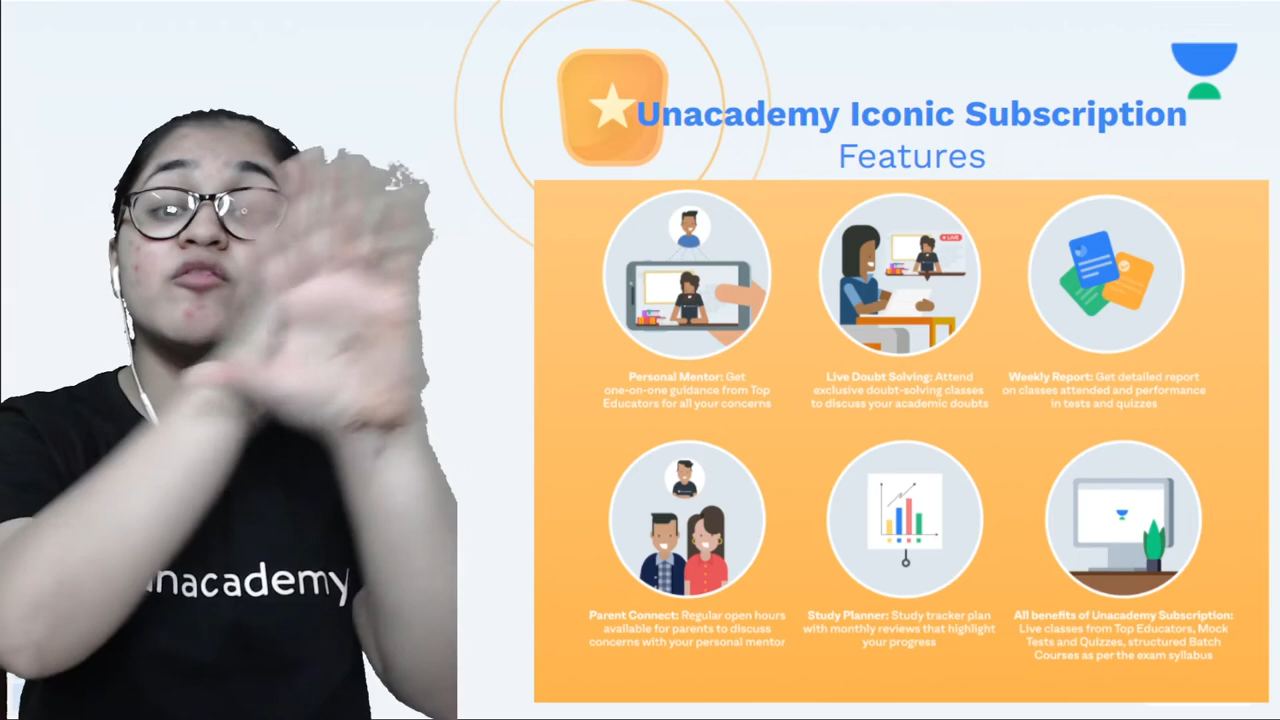 Unacademy Iconic Subscription
Features
LIVE
Personal Mentor: Get
one-on-one guidance from Top
Educators for all your concerns
Live Doubt Solving: Attend
exclusive doubt-solving classes
to discuss your academic doubts
Weekly Report: Get detailed report
on classes attended and performance
in tests and quizzes
Parent Connect: Regular open hours
available for parents to discuss
concerns with your personal mentor
Study Planner: Study tracker plan
with monthly reviews that highlight
your progress
All benefits of Unacademy Subscription:
Live classes from Top Educators, Mock
Tests and Quizzes, structured Batch
Courses as per the exam syllabus
unacademy